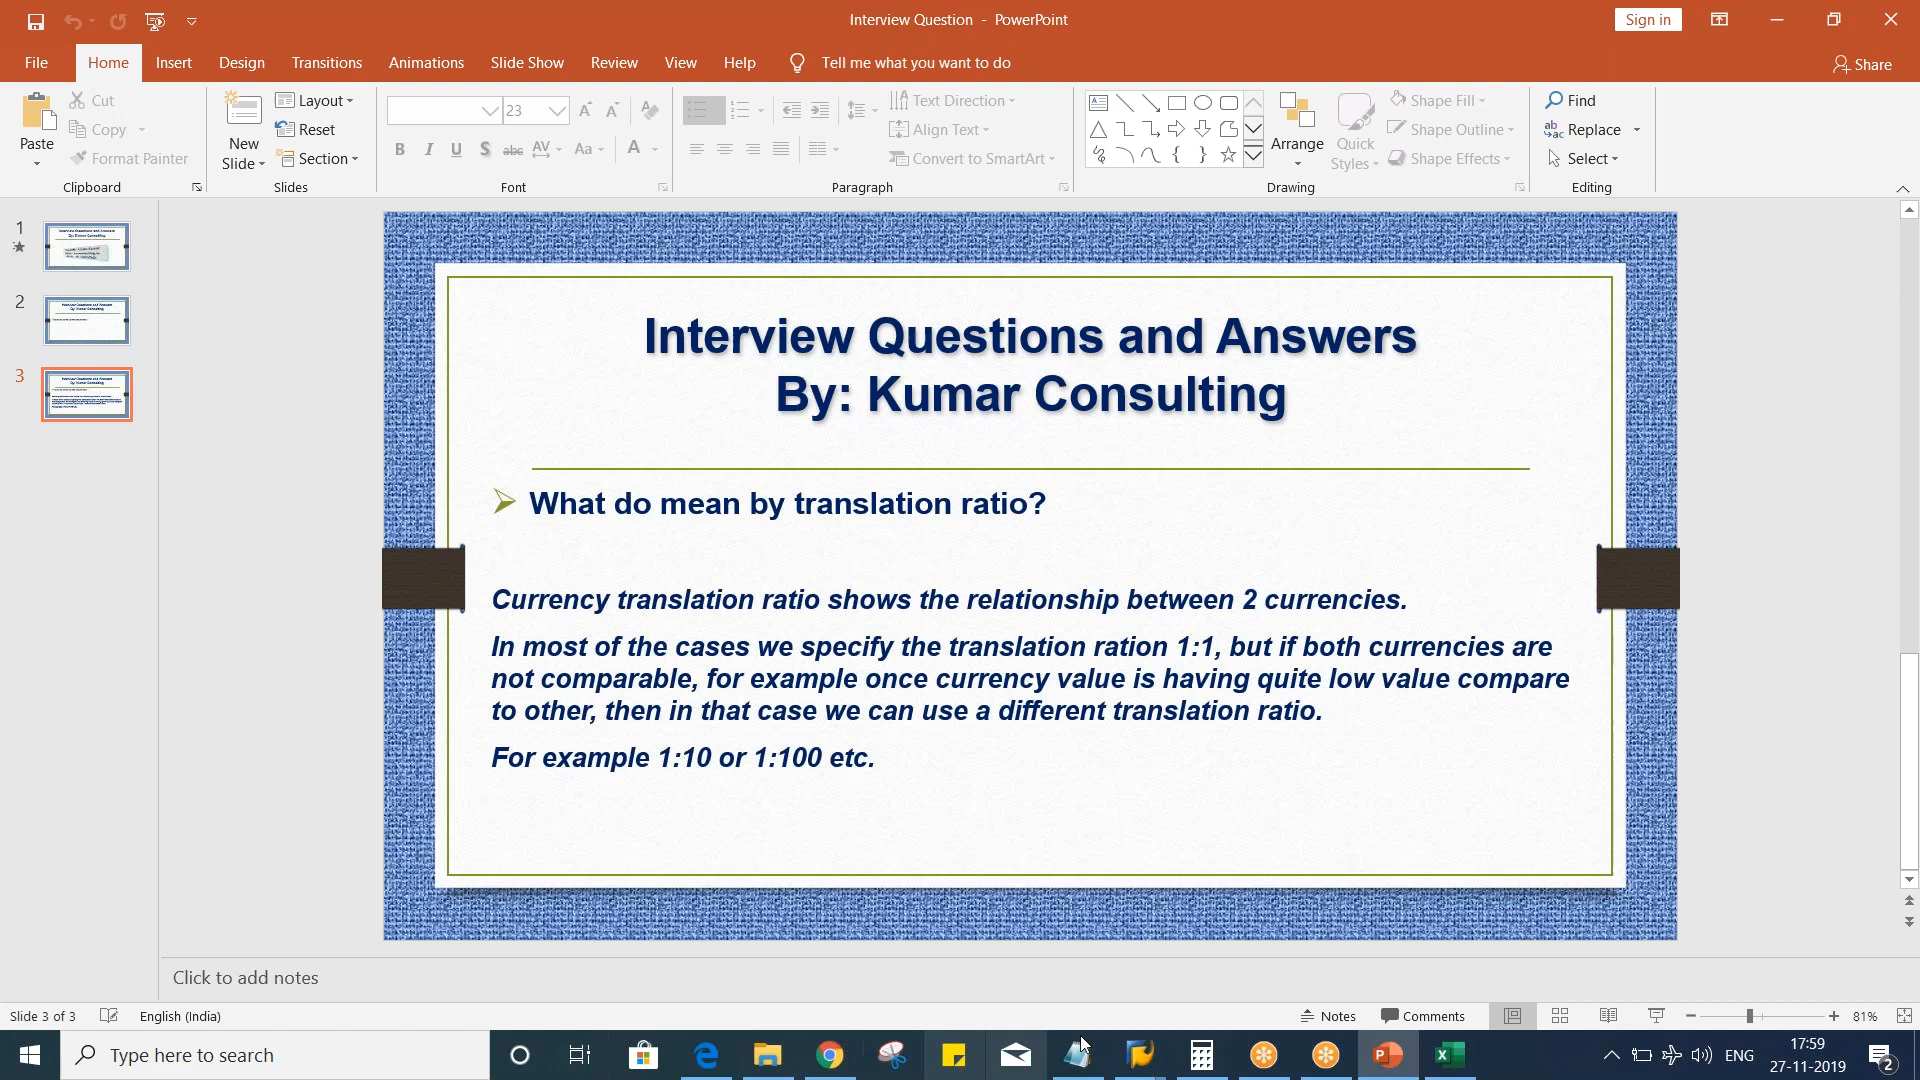 Interview Question - PowerPoint
Sign in
File Home Insert Design Transitions Animations Slide Show Review View Help Tell me what you want to do
Share
Paste
Cut
Copy
Format Painter
Clipboard
New Slide
Layout
Reset
Section
Slides
23
B I U S abc AV Aa A
Font
Text Direction
Align Text
Convert to SmartArt
Paragraph
Arrange
Quick Styles
Shape Fill
Shape Outline
Shape Effects
Drawing
Find
Replace
Select
Editing
1
2
3
Interview Questions and Answers
By: Kumar Consulting
What do mean by translation ratio?
Currency translation ratio shows the relationship between 2 currencies.
In most of the cases we specify the translation ration 1:1, but if both currencies are
not comparable, for example once currency value is having quite low value compare
to other, then in that case we can use a different translation ratio.
For example 1:10 or 1:100 etc.
Click to add notes
Slide 3 of 3 English (India) Notes Comments 81%
Type here to search
ENG
17:59
27-11-2019
2